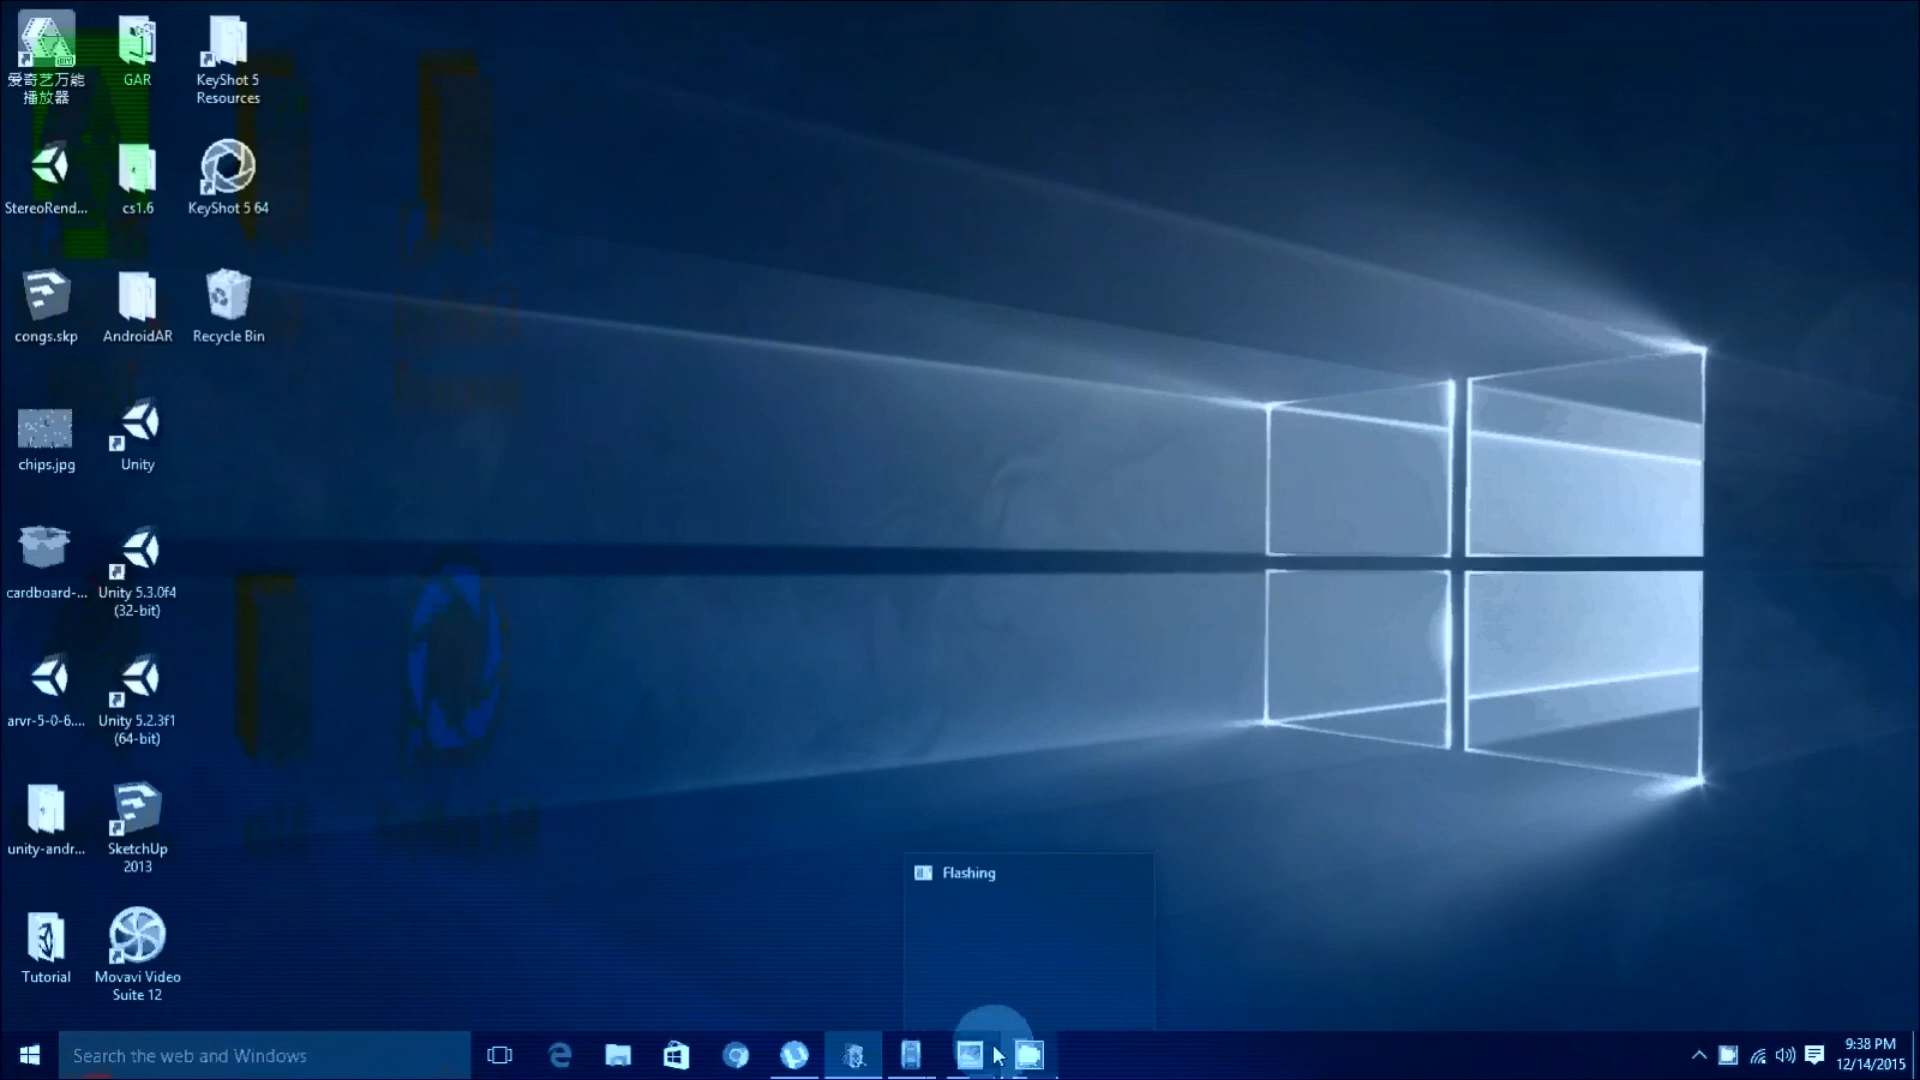 爱奇艺万能
播放器
GAR
KeyShot 5
Resources
StereoRend...
cs1.6
KeyShot 5 64
congs.skp
AndroidAR
Recycle Bin
chips.jpg
Unity
cardboard-...
Unity 5.3.0f4
(32-bit)
arvr-5-0-6....
Unity 5.2.3f1
(64-bit)
unity-andr...
SketchUp
2013
Tutorial
Movavi Video
Suite 12
Flashing
Search the web and Windows
9:38 PM
12/14/2015